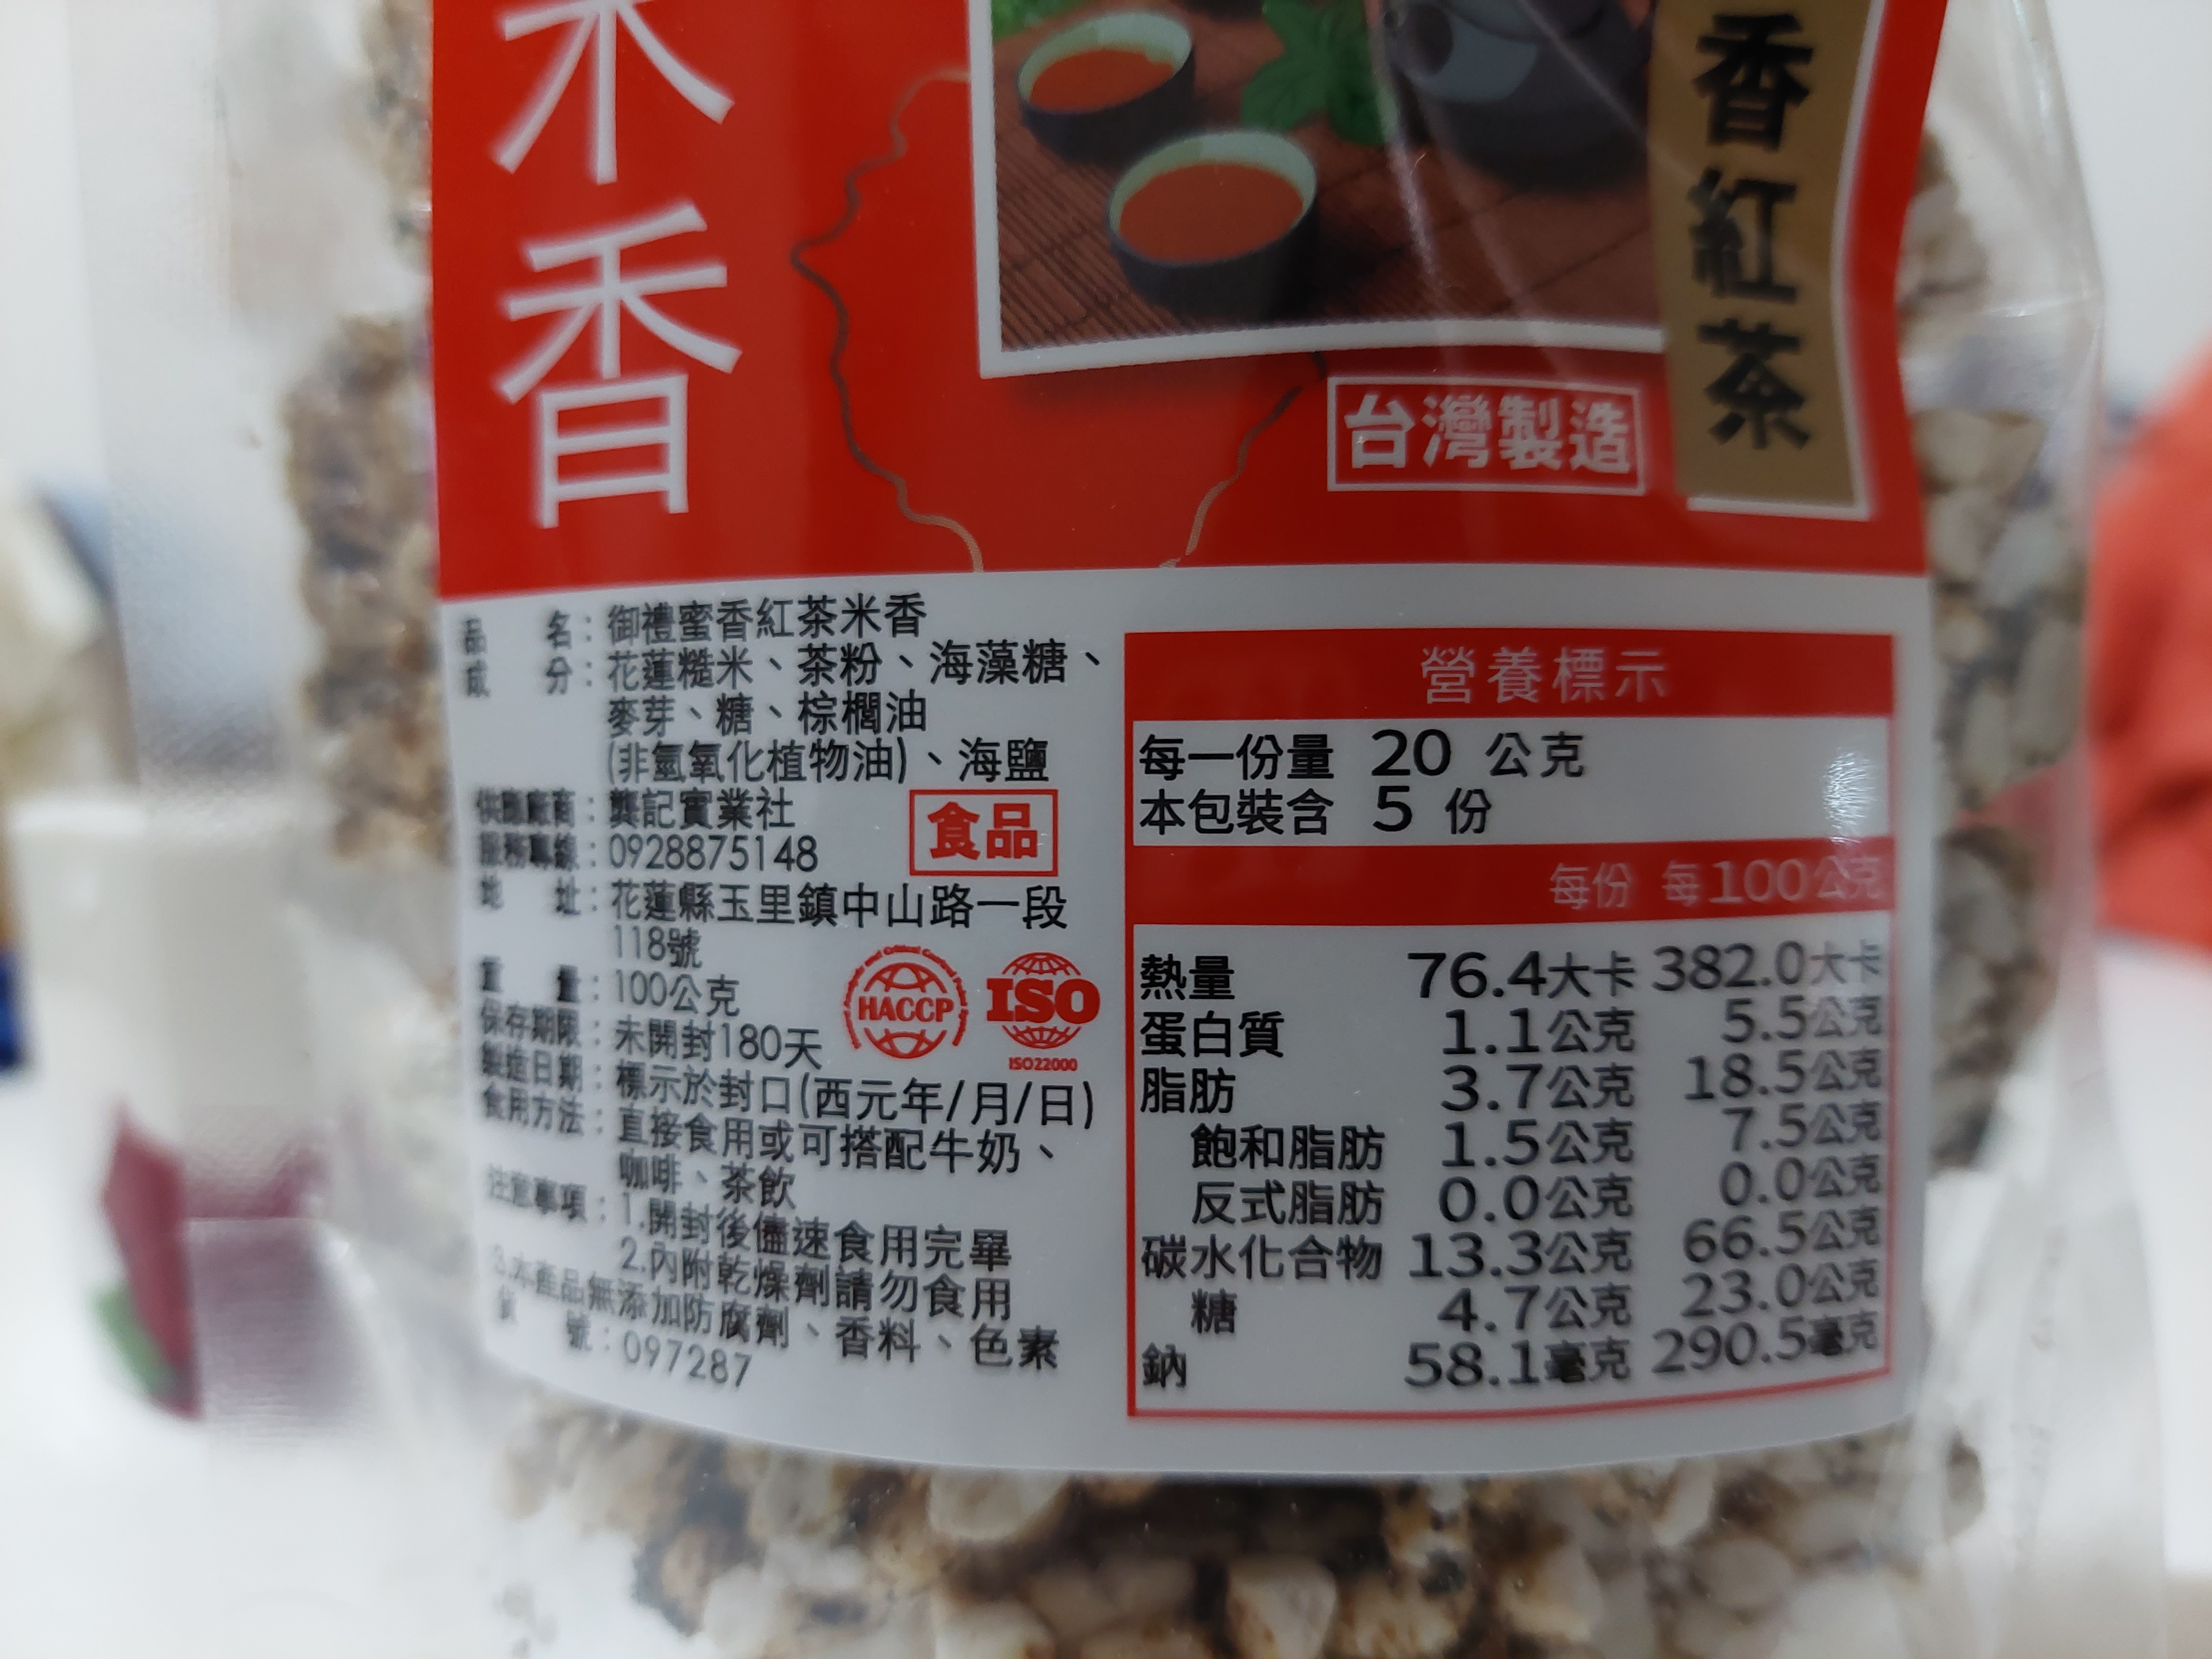 米
香
香紅茶
台灣製造
品　　名：御禮蜜香紅茶米香
成　　分：花蓮糙米、茶粉、海藻糖、
麥芽、糖、棕櫚油
(非氫氧化植物油)、海鹽
供應廠商：龔記實業社
服務專線：0928875148
食品
地　　址：花蓮縣玉里鎮中山路一段
118號
重　　量：100公克
保存期限：未開封180天
製造日期：標示於封口(西元年/月/日)
食用方法：直接食用或可搭配牛奶、
咖啡、茶飲
注意事項：1.開封後儘速食用完畢
2.內附乾燥劑請勿食用
3.本產品無添加防腐劑、香料、色素
號：097287
HACCP
ISO
ISO22000
營養標示
每一份量 20 公克
本包裝含 5 份
每份 每100公克
熱量 76.4大卡 382.0大卡
蛋白質 1.1公克 5.5公克
脂肪 3.7公克 18.5公克
飽和脂肪 1.5公克 7.5公克
反式脂肪 0.0公克 0.0公克
碳水化合物 13.3公克 66.5公克
糖 4.7公克 23.0公克
鈉 58.1毫克 290.5毫克